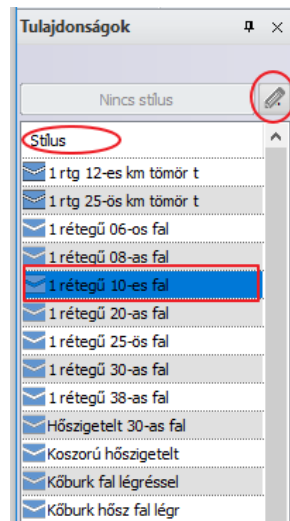 Tulajdonságok
Nincs stílus
Stílus
1 rtg 12-es km tömör t
1 rtg 25-ös km tömör t
1 rétegű 06-os fal
1 rétegű 08-as fal
1 rétegű 10-es fal
1 rétegű 20-as fal
1 rétegű 25-ös fal
1 rétegű 30-as fal
1 rétegű 38-as fal
Hőszigetelt 30-as fal
Koszorú hőszigetelt
Kőburk fal légréssel
Kőburk hősz fal légr